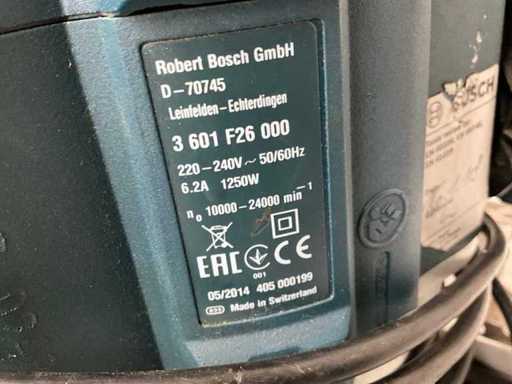 Robert Bosch GmbH
D-70745
Leinfelden-Echterdingen
3 601 F26 000
220-240V ~ 50/60Hz
6.2A 1250W
n₀ 10000-24000 min⁻¹
EAC CE
001
05/2014 405 000199
Made in Switzerland
BOSCH